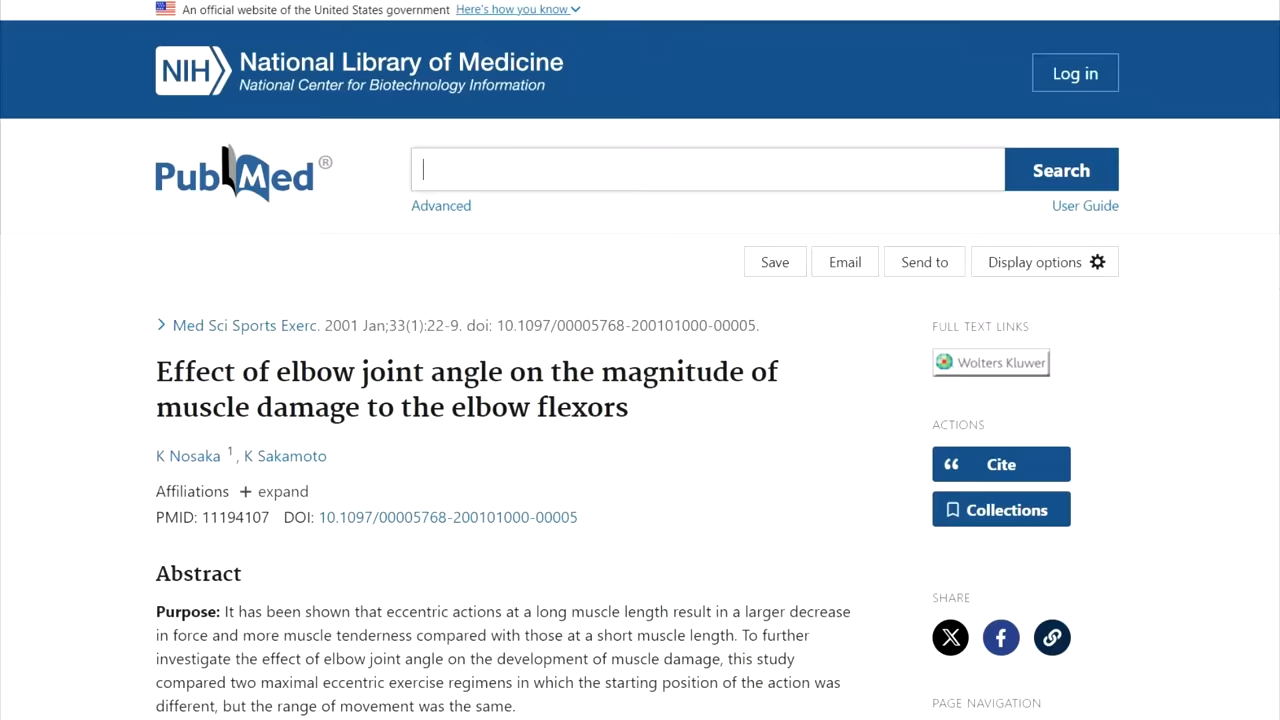 An official website of the United States government Here's how you know
NIH National Library of Medicine
National Center for Biotechnology Information
Log in
PubMed®
Search
Advanced
User Guide
Save
Email
Send to
Display options
Med Sci Sports Exerc. 2001 Jan;33(1):22-9. doi: 10.1097/00005768-200101000-00005.
Effect of elbow joint angle on the magnitude of
muscle damage to the elbow flexors
K Nosaka 1, K Sakamoto
Affiliations + expand
PMID: 11194107 DOI: 10.1097/00005768-200101000-00005
Abstract
Purpose: It has been shown that eccentric actions at a long muscle length result in a larger decrease
in force and more muscle tenderness compared with those at a short muscle length. To further
investigate the effect of elbow joint angle on the development of muscle damage, this study
compared two maximal eccentric exercise regimens in which the starting position of the action was
different, but the range of movement was the same.
FULL TEXT LINKS
Wolters Kluwer
ACTIONS
Cite
Collections
SHARE
PAGE NAVIGATION